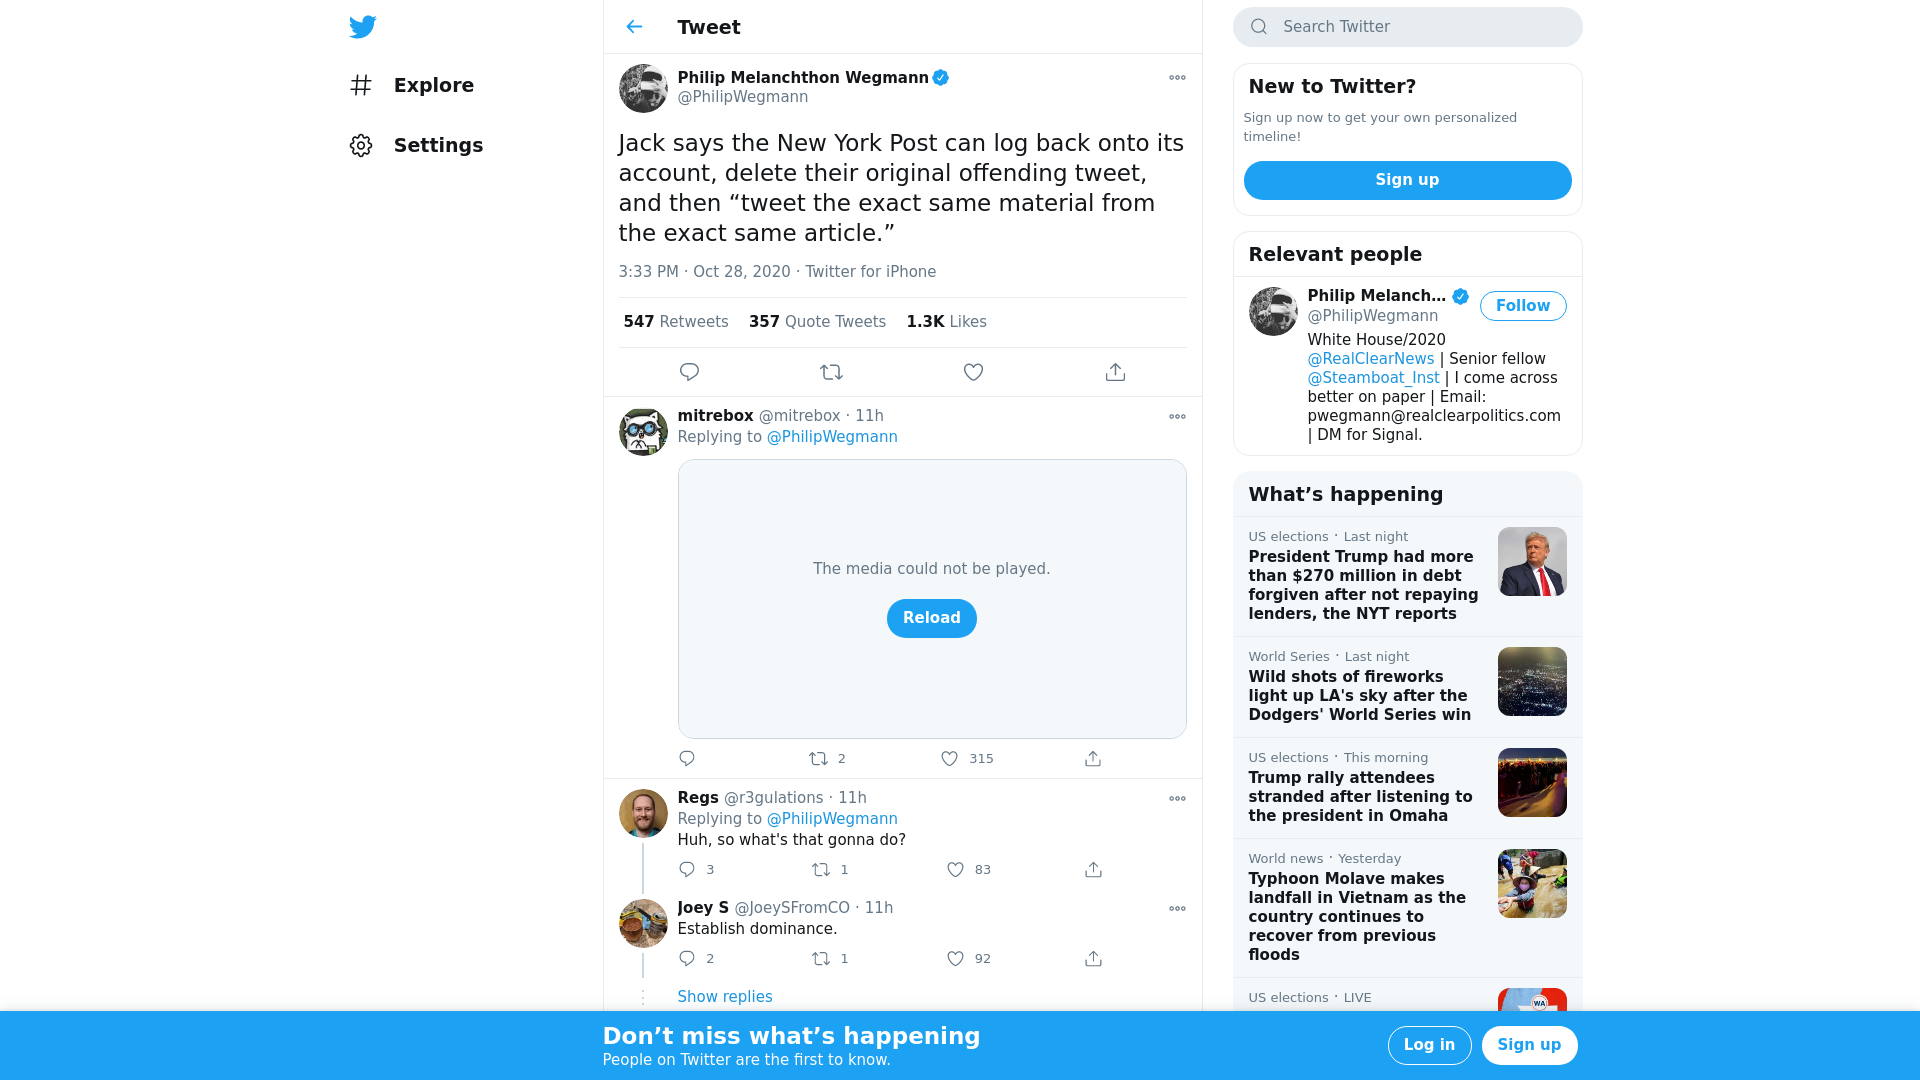 Explore
Settings
Tweet
Philip Melanchthon Wegmann
@PhilipWegmann
Jack says the New York Post can log back onto its
account, delete their original offending tweet,
and then “tweet the exact same material from
the exact same article.”
3:33 PM · Oct 28, 2020 · Twitter for iPhone
547 Retweets 357 Quote Tweets 1.3K Likes
mitrebox @mitrebox · 11h
Replying to @PhilipWegmann
The media could not be played.
Reload
2 315
Regs @r3gulations · 11h
Replying to @PhilipWegmann
Huh, so what's that gonna do?
3 1 83
Joey S @JoeySFromCO · 11h
Establish dominance.
2 1 92
Show replies
Search Twitter
New to Twitter?
Sign up now to get your own personalized
timeline!
Sign up
Relevant people
Philip Melanch...
@PhilipWegmann
Follow
White House/2020
@RealClearNews | Senior fellow
@Steamboat_Inst | I come across
better on paper | Email:
pwegmann@realclearpolitics.com
| DM for Signal.
What’s happening
US elections · Last night
President Trump had more
than $270 million in debt
forgiven after not repaying
lenders, the NYT reports
World Series · Last night
Wild shots of fireworks
light up LA's sky after the
Dodgers' World Series win
US elections · This morning
Trump rally attendees
stranded after listening to
the president in Omaha
World news · Yesterday
Typhoon Molave makes
landfall in Vietnam as the
country continues to
recover from previous
floods
US elections · LIVE
WA
Don’t miss what’s happening
People on Twitter are the first to know.
Log in
Sign up